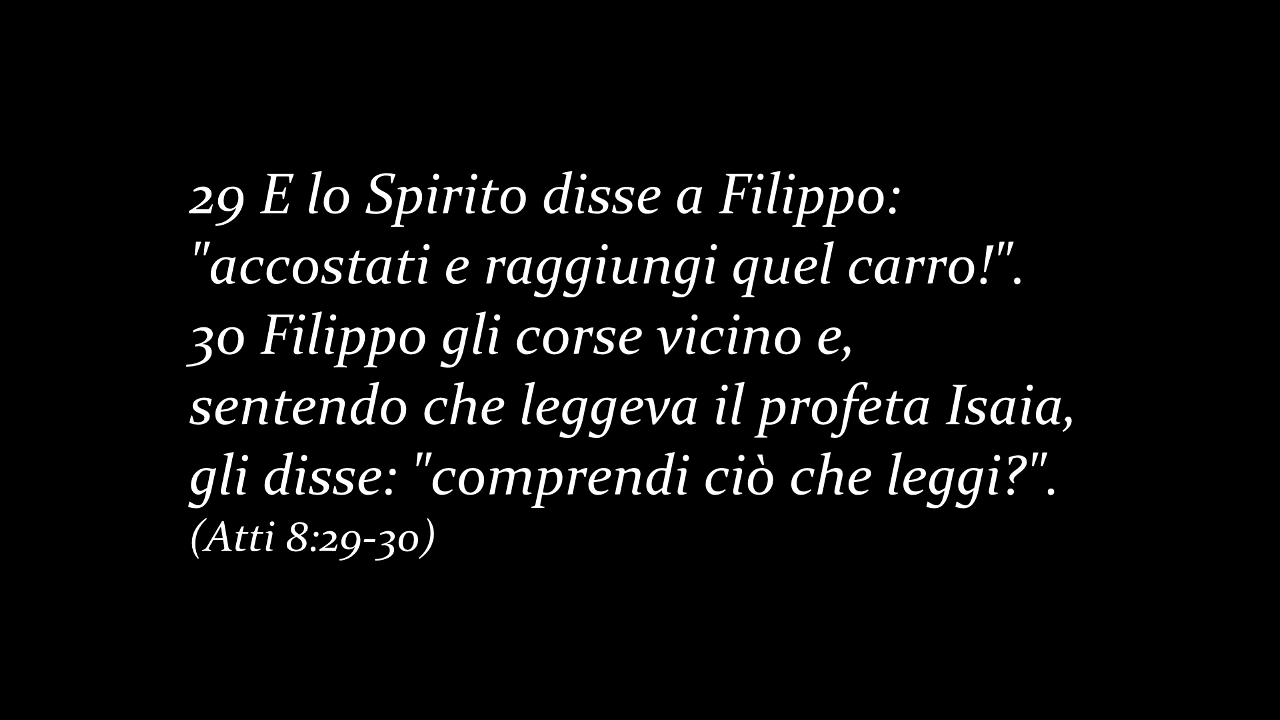 29 E lo Spirito disse a Filippo:
"accostati e raggiungi quel carro!".
30 Filippo gli corse vicino e,
sentendo che leggeva il profeta Isaia,
gli disse: "comprendi ciò che leggi?".
(Atti 8:29-30)